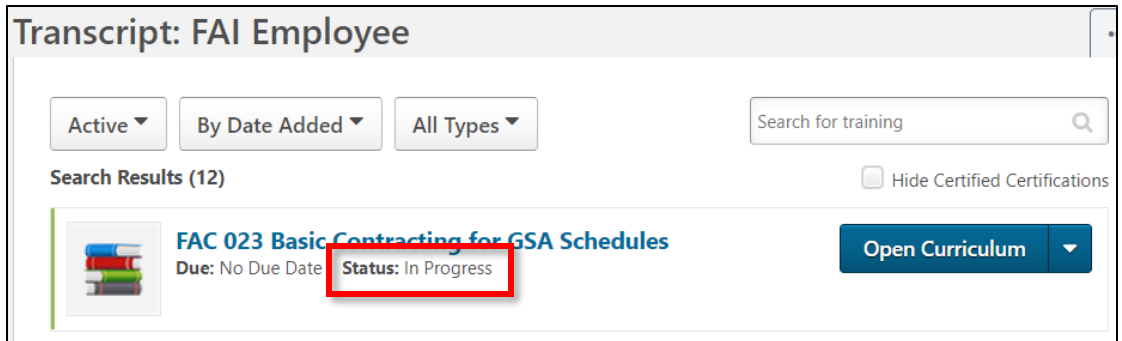 Transcript: FAI Employee
Active
By Date Added
All Types
Search for training
Search Results (12)
Hide Certified Certifications
FAC 023 Basic Contracting for GSA Schedules
Due: No Due Date Status: In Progress
Open Curriculum